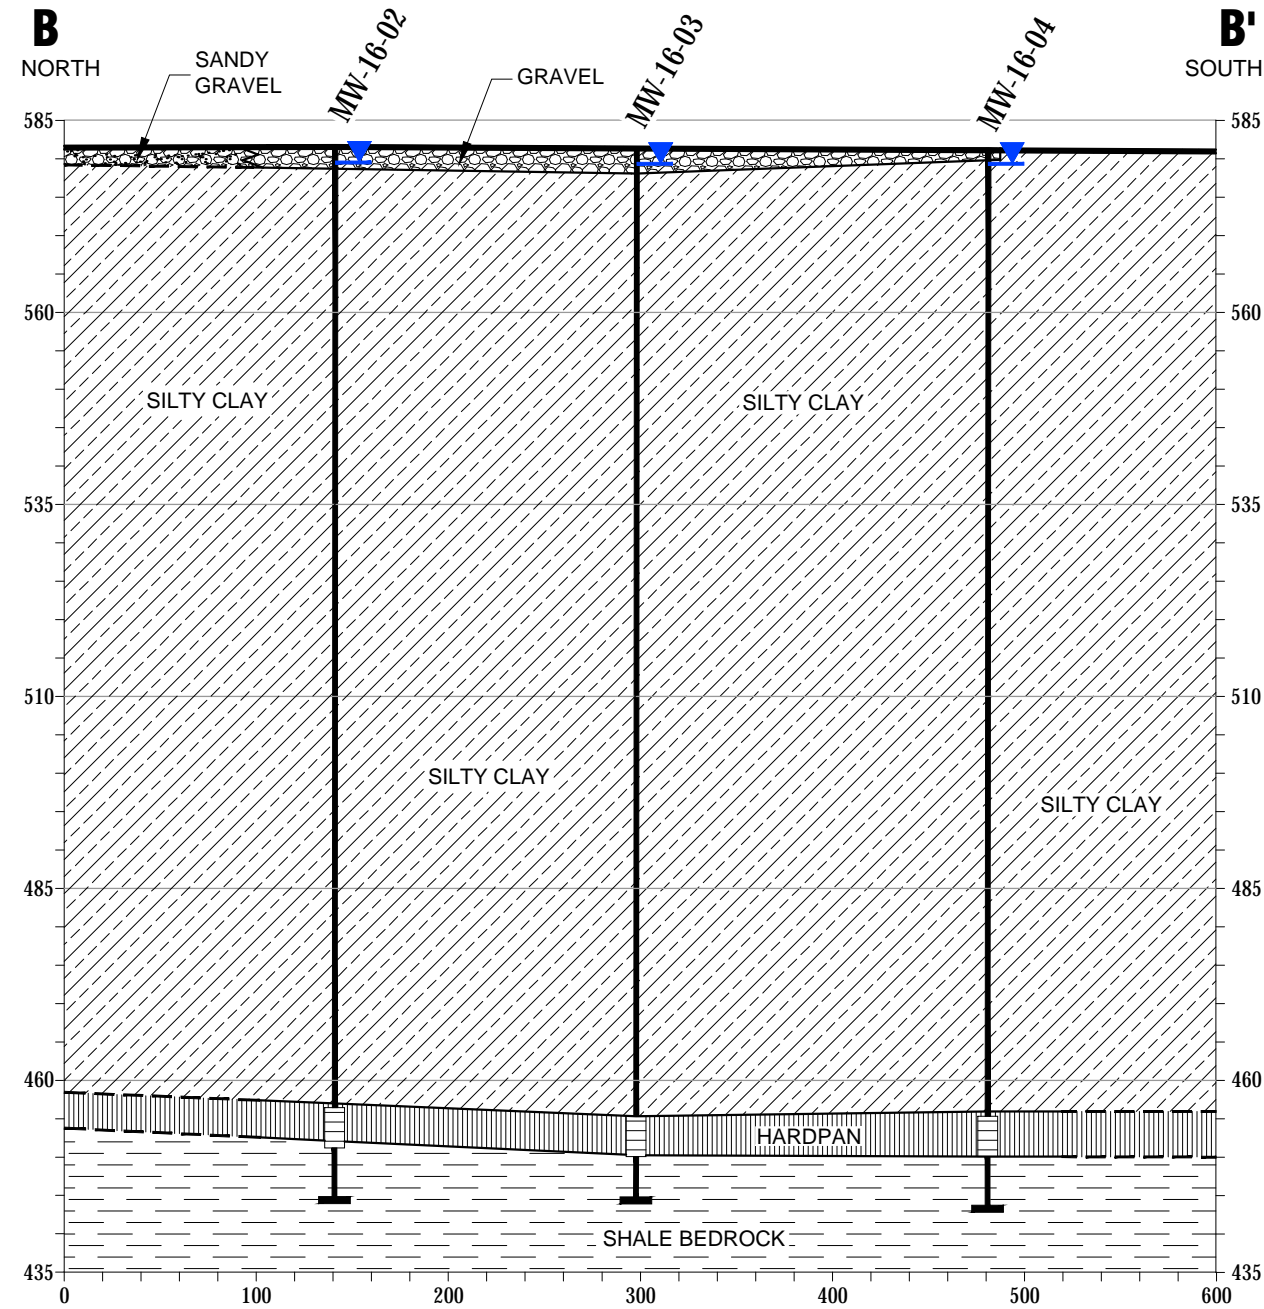 B
B'
NORTH
SOUTH
MW-16-02
MW-16-03
MW-16-04
SANDY
GRAVEL
GRAVEL
585
585
560
560
SILTY CLAY
SILTY CLAY
535
535
510
510
SILTY CLAY
SILTY CLAY
485
485
460
460
HARDPAN
SHALE BEDROCK
435
435
0
100
200
300
400
500
600